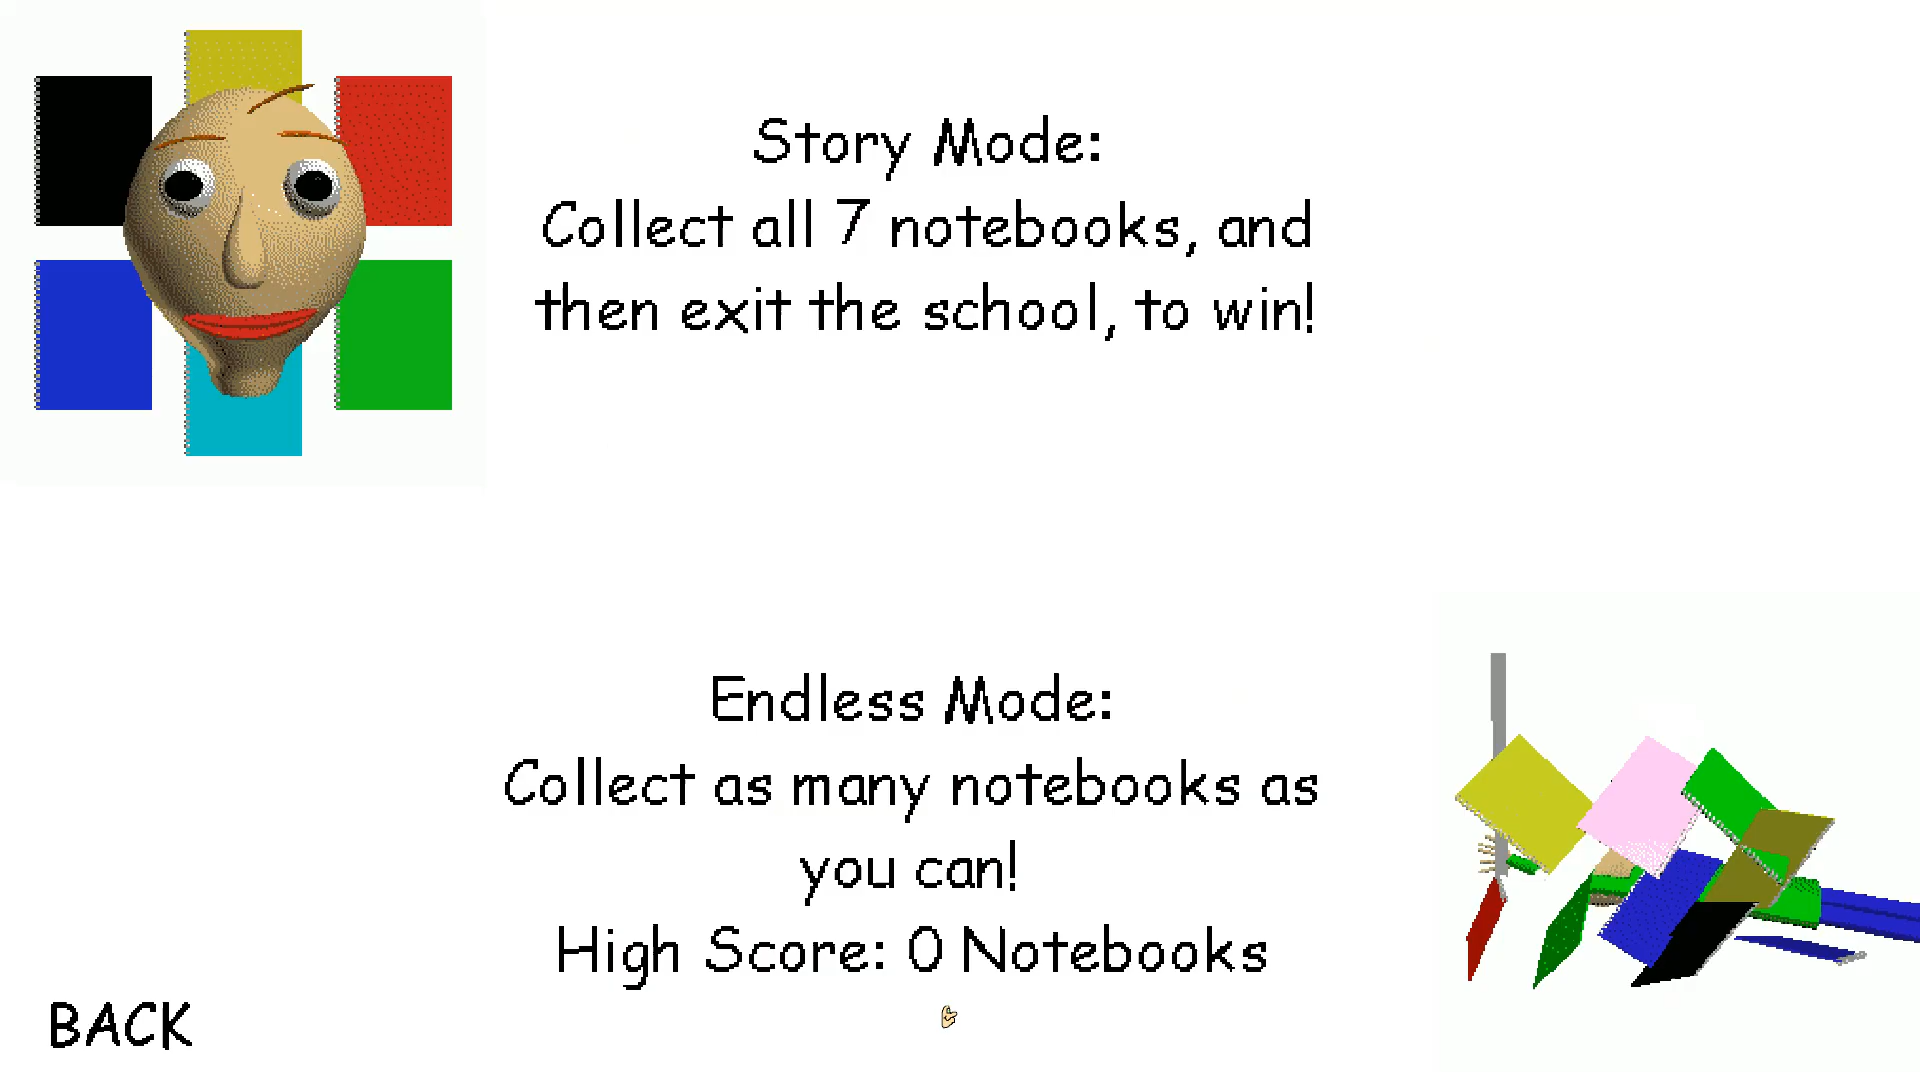 Story Mode:
Collect all 7 notebooks, and
then exit the school, to win!
Endless Mode:
Collect as many notebooks as
you can!
High Score: 0 Notebooks
BACK